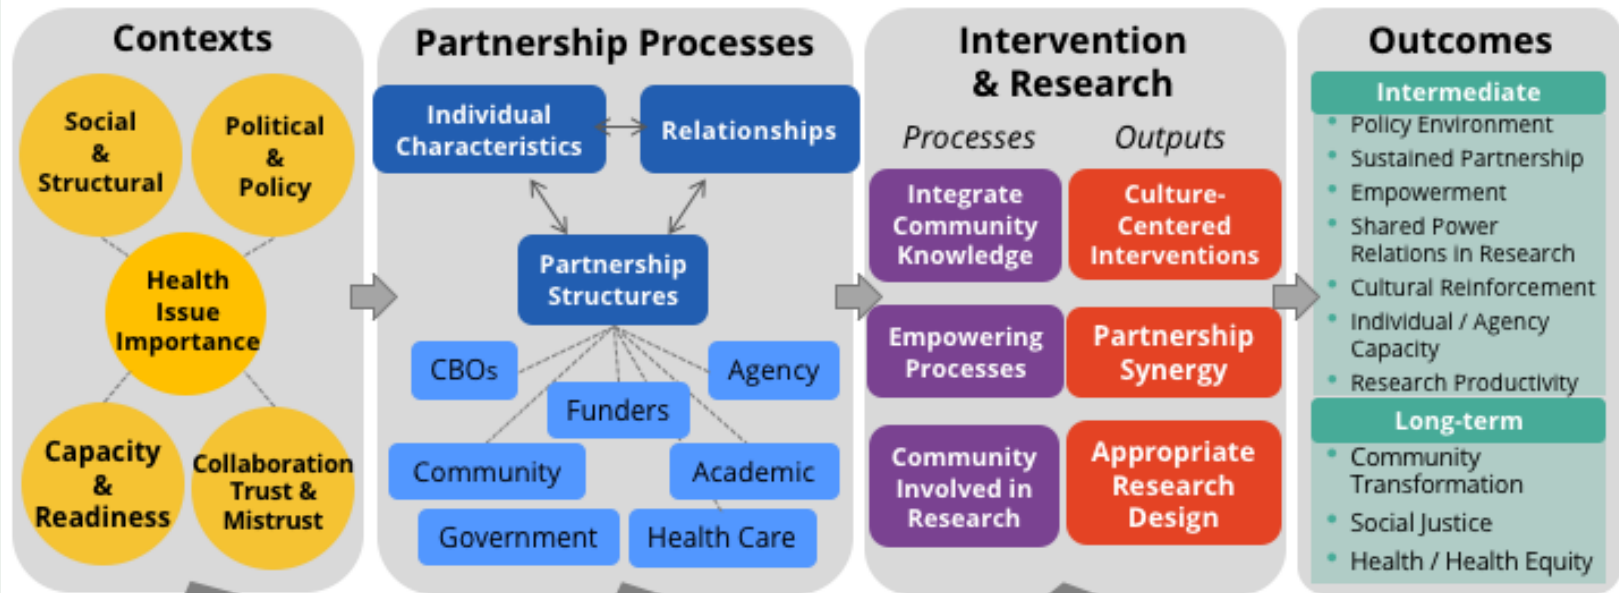 Contexts
Social
&
Structural
Political
&
Policy
Health
Issue
Importance
Capacity
&
Readiness
Collaboration
Trust &
Mistrust
Partnership Processes
Individual
Characteristics
Relationships
Partnership
Structures
CBOs
Agency
Funders
Community
Academic
Government
Health Care
Intervention
& Research
Processes
Outputs
Integrate
Community
Knowledge
Culture-
Centered
Interventions
Empowering
Processes
Partnership
Synergy
Community
Involved in
Research
Appropriate
Research
Design
Outcomes
Intermediate
• Policy Environment
• Sustained Partnership
• Empowerment
• Shared Power
Relations in Research
• Cultural Reinforcement
• Individual / Agency
Capacity
• Research Productivity
Long-term
• Community
Transformation
• Social Justice
• Health / Health Equity